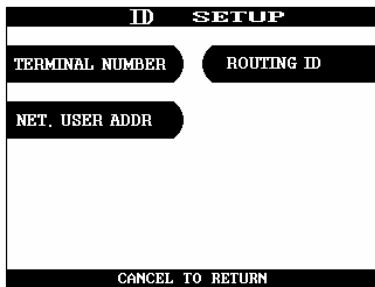 ID SETUP
TERMINAL NUMBER
ROUTING ID
NET. USER ADDR
CANCEL TO RETURN